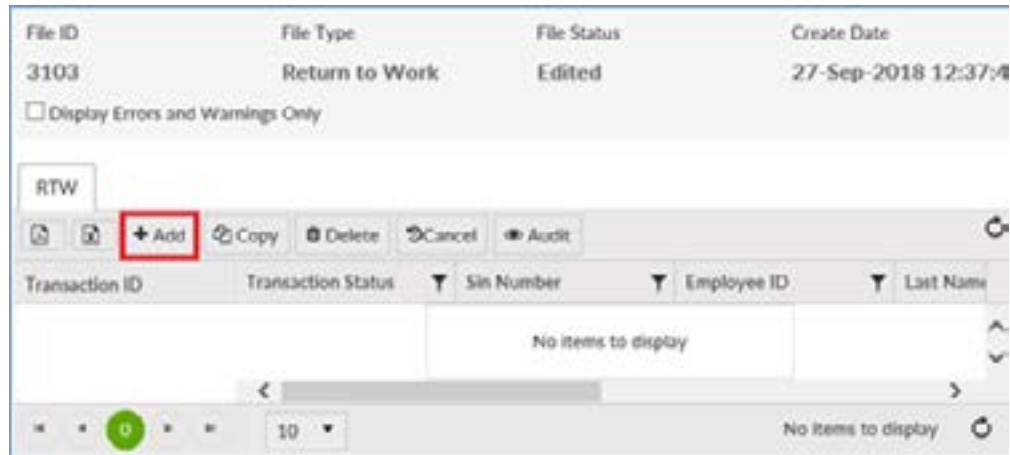 File ID File Type File Status Create Date
3103 Return to Work Edited 27-Sep-2018 12:37:4
Display Errors and Warnings Only
RTW
Add Copy Delete Cancel Audit
Transaction ID Transaction Status Sin Number Employee ID Last Name
No items to display
0 10 No items to display